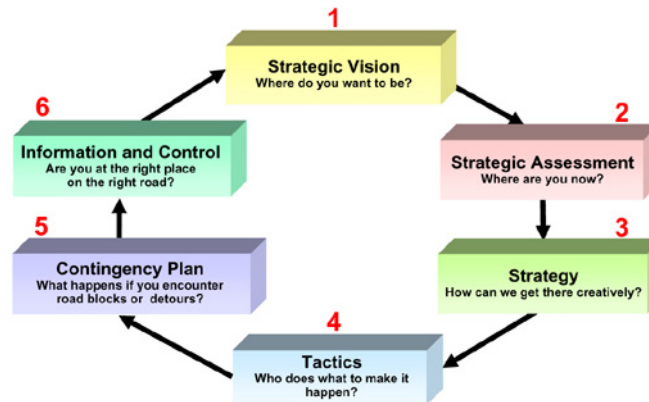 1
Strategic Vision
Where do you want to be?
2
Strategic Assessment
Where are you now?
3
Strategy
How can we get there creatively?
4
Tactics
Who does what to make it
happen?
5
Contingency Plan
What happens if you encounter
road blocks or detours?
6
Information and Control
Are you at the right place
on the right road?